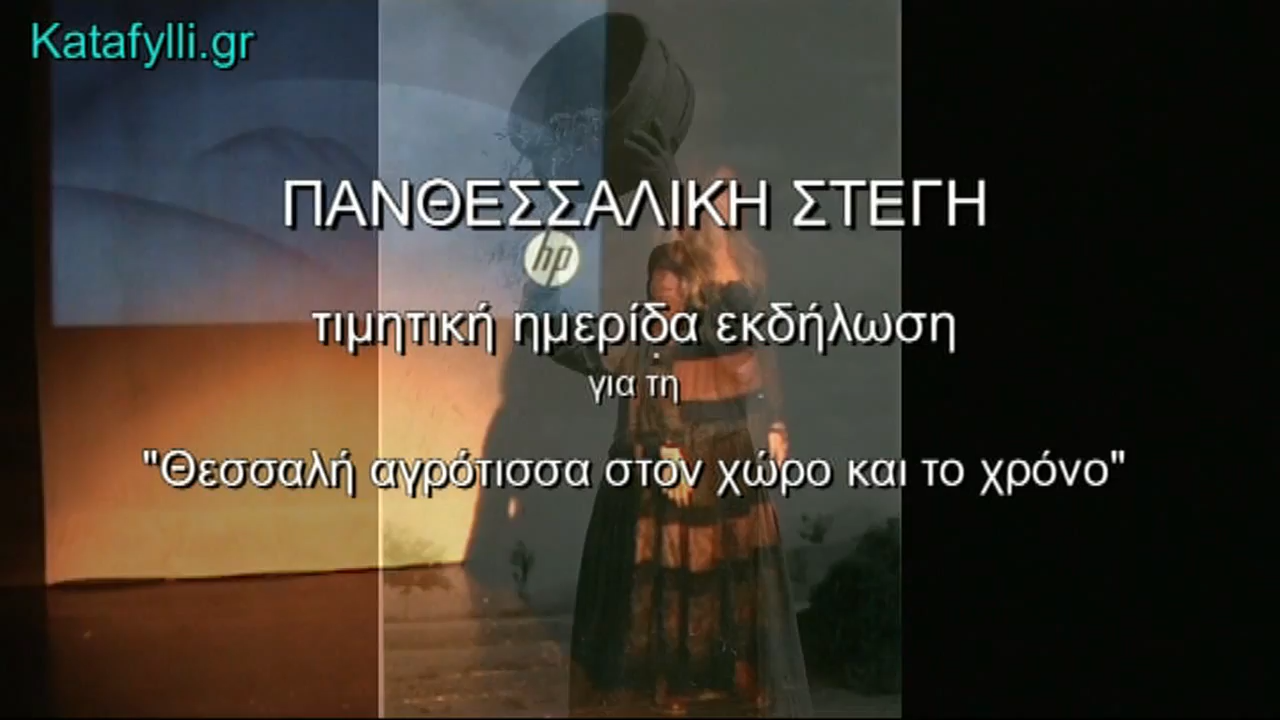 Katafylli.gr
ΠΑΝΘΕΣΣΑΛΙΚΗ ΣΤΕΓΗ
hp
τιμητική ημερίδα εκδήλωση
για τη
"Θεσσαλή αγρότισσα στον χώρο και το χρόνο"